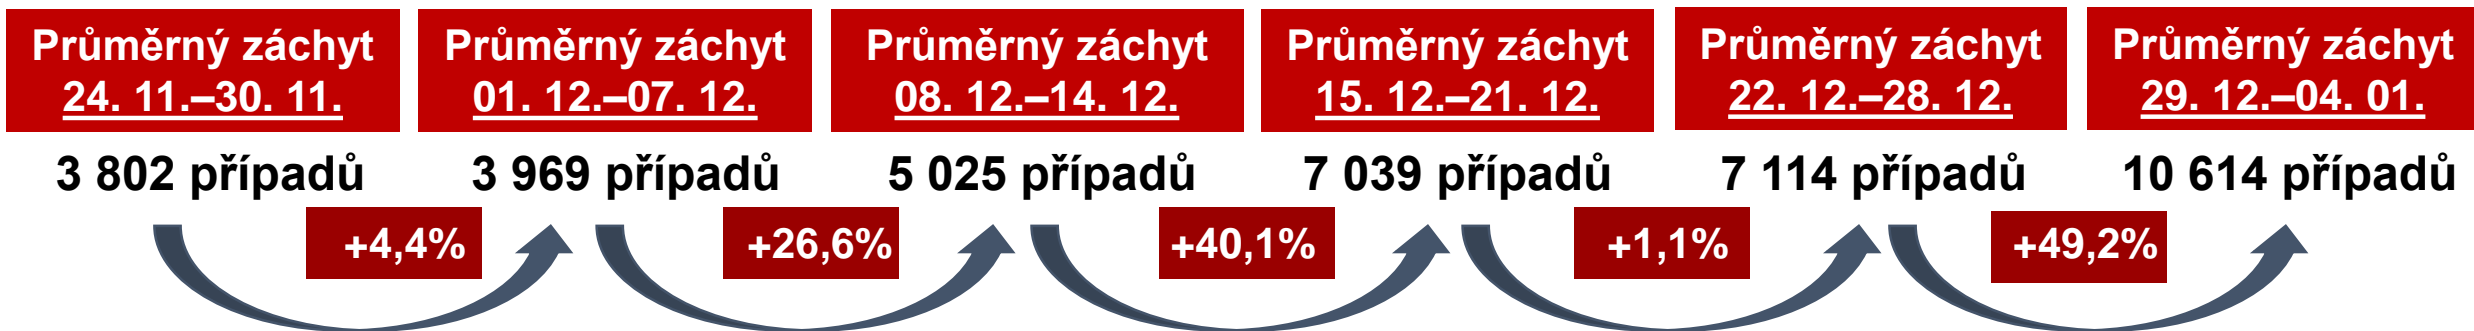 Průměrný záchyt
24. 11.–30. 11.
Průměrný záchyt
01. 12.–07. 12.
Průměrný záchyt
08. 12.–14. 12.
Průměrný záchyt
15. 12.–21. 12.
Průměrný záchyt
22. 12.–28. 12.
Průměrný záchyt
29. 12.–04. 01.
3 802 případů
3 969 případů
5 025 případů
7 039 případů
7 114 případů
10 614 případů
+4,4%
+26,6%
+40,1%
+1,1%
+49,2%